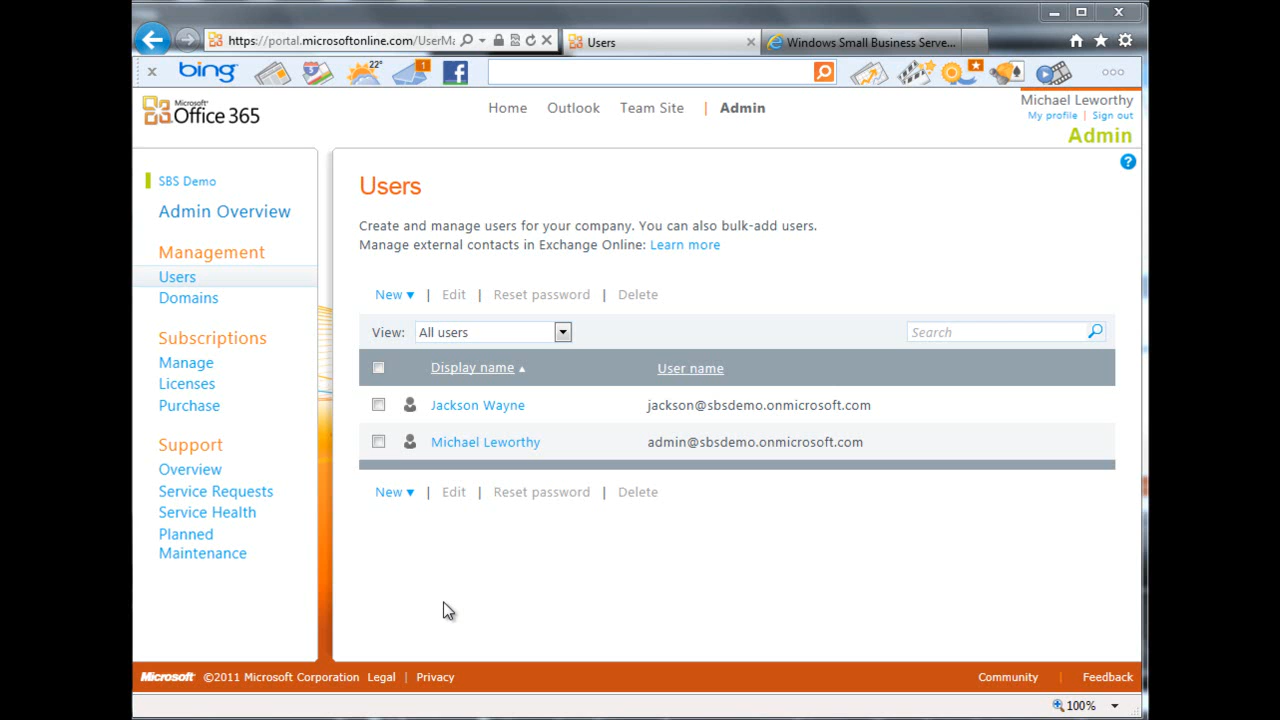 https://portal.microsoftonline.com/UserMa
Users
Windows Small Business Serve...
bing
22°
1
Microsoft®
Office 365
Home
Outlook
Team Site
|
Admin
Michael Leworthy
My profile | Sign out
Admin
SBS Demo
Admin Overview
Management
Users
Domains
Subscriptions
Manage
Licenses
Purchase
Support
Overview
Service Requests
Service Health
Planned
Maintenance
Users
Create and manage users for your company. You can also bulk-add users.
Manage external contacts in Exchange Online: Learn more
New | Edit | Reset password | Delete
View: All users
Search
Display name User name
Jackson Wayne jackson@sbsdemo.onmicrosoft.com
Michael Leworthy admin@sbsdemo.onmicrosoft.com
New | Edit | Reset password | Delete
Microsoft ©2011 Microsoft Corporation Legal | Privacy
Community | Feedback
100%